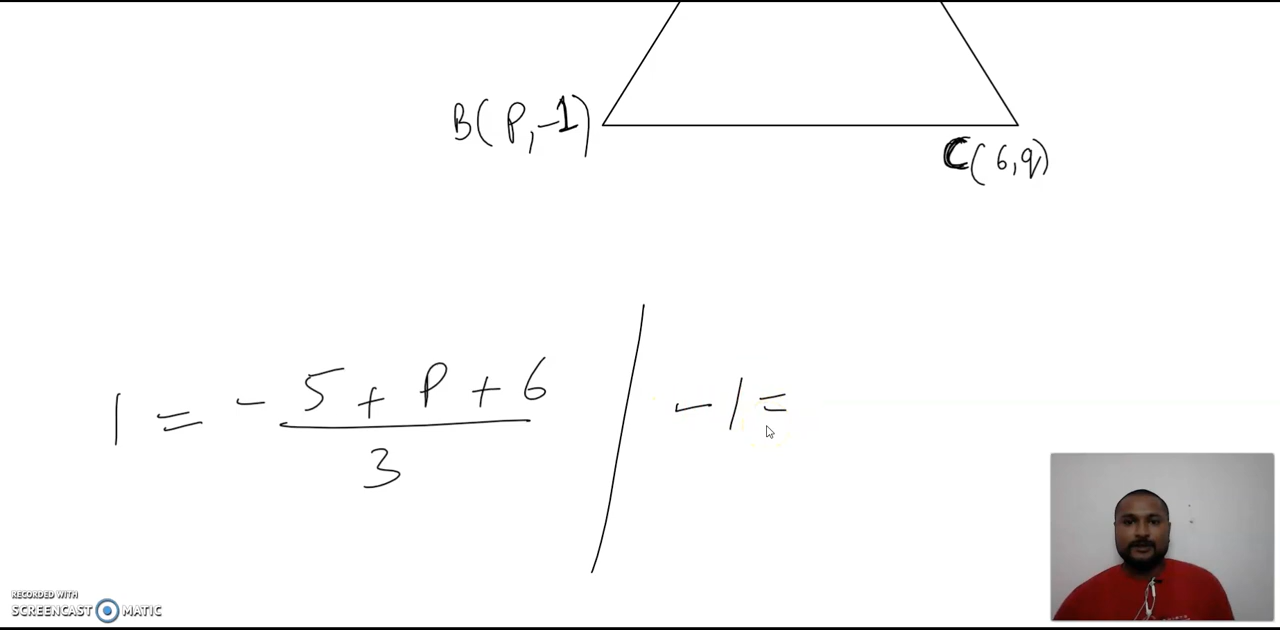 B(P,-1)
C(6,q)
1 = -5+P+6/3
-1=
RECORDED WITH
SCREENCAST MATIC